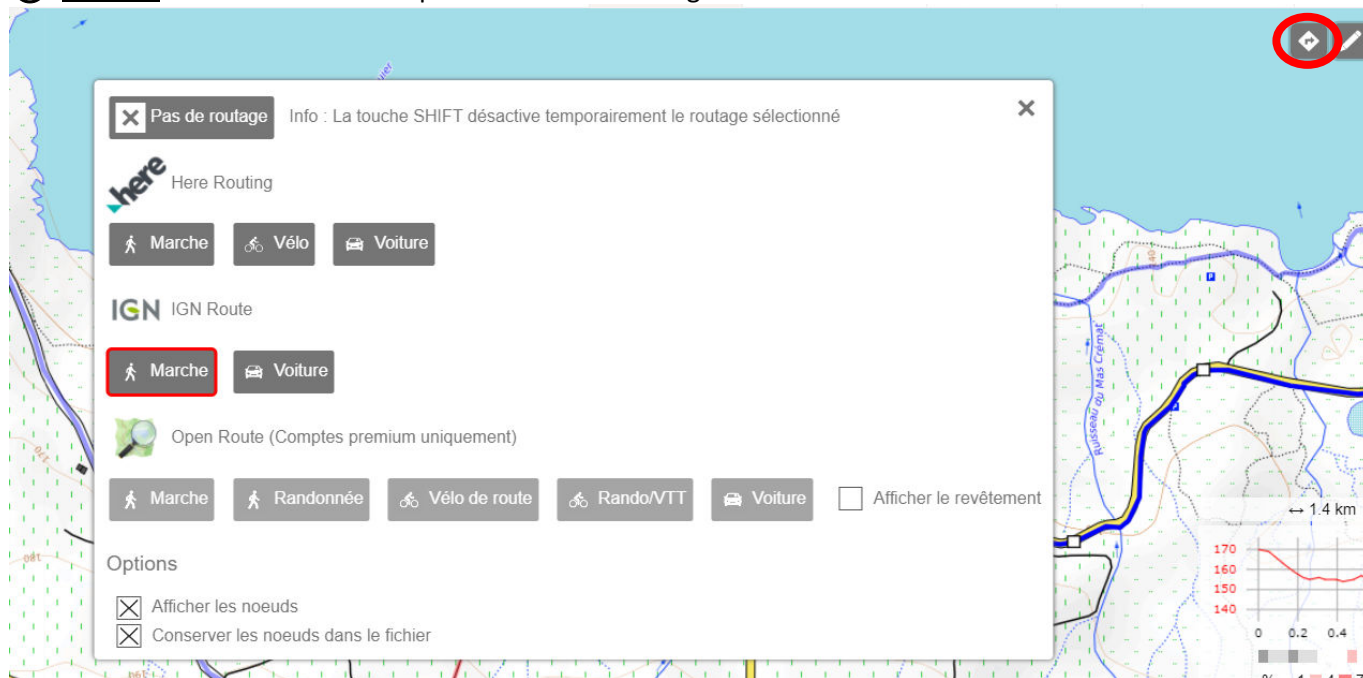 Pas de routage Info : La touche SHIFT désactive temporairement le routage sélectionné
here Here Routing
Marche Vélo Voiture
IGN IGN Route
Marche Voiture
Open Route (Comptes premium uniquement)
Marche Randonnée Vélo de route Rando/VTT Voiture Afficher le revêtement
Options
Afficher les noeuds
Conserver les noeuds dans le fichier
140
P
Ruisseau du Mas Crémat
P
170
180
↔ 1.4 km
170
160
150
140
0 0.2 0.4